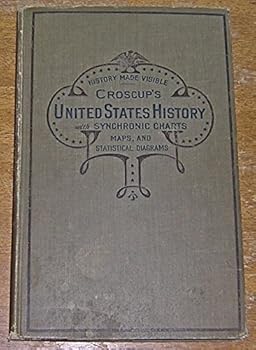 HISTORY MADE VISIBLE
CROSCUP'S
UNITED STATES HISTORY
with SYNCHRONIC CHARTS
MAPS, AND
STATISTICAL DIAGRAMS